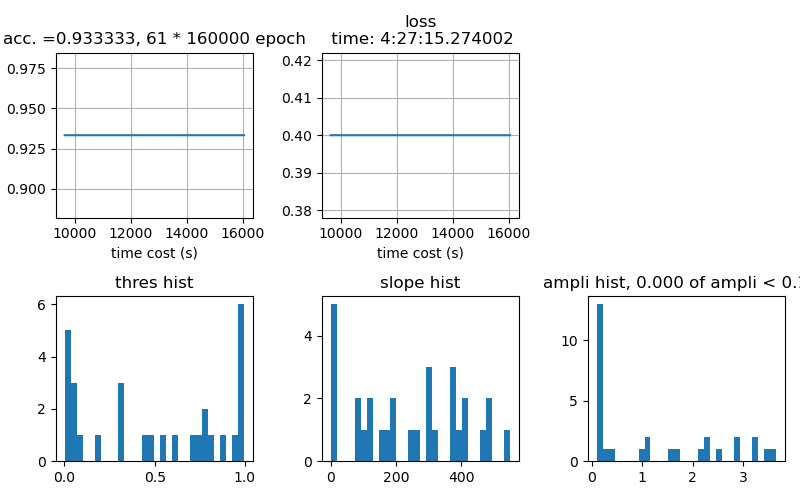 acc. =0.933333, 61 * 160000 epoch
loss
time: 4:27:15.274002
0.975
0.950
0.925
0.900
10000 12000 14000 16000
time cost (s)
0.42
0.41
0.40
0.39
0.38
10000 12000 14000 16000
time cost (s)
thres hist
6
4
2
0
0.0 0.5 1.0
slope hist
4
2
0
0 200 400
ampli hist, 0.000 of ampli < 0.
10
5
0
0 1 2 3